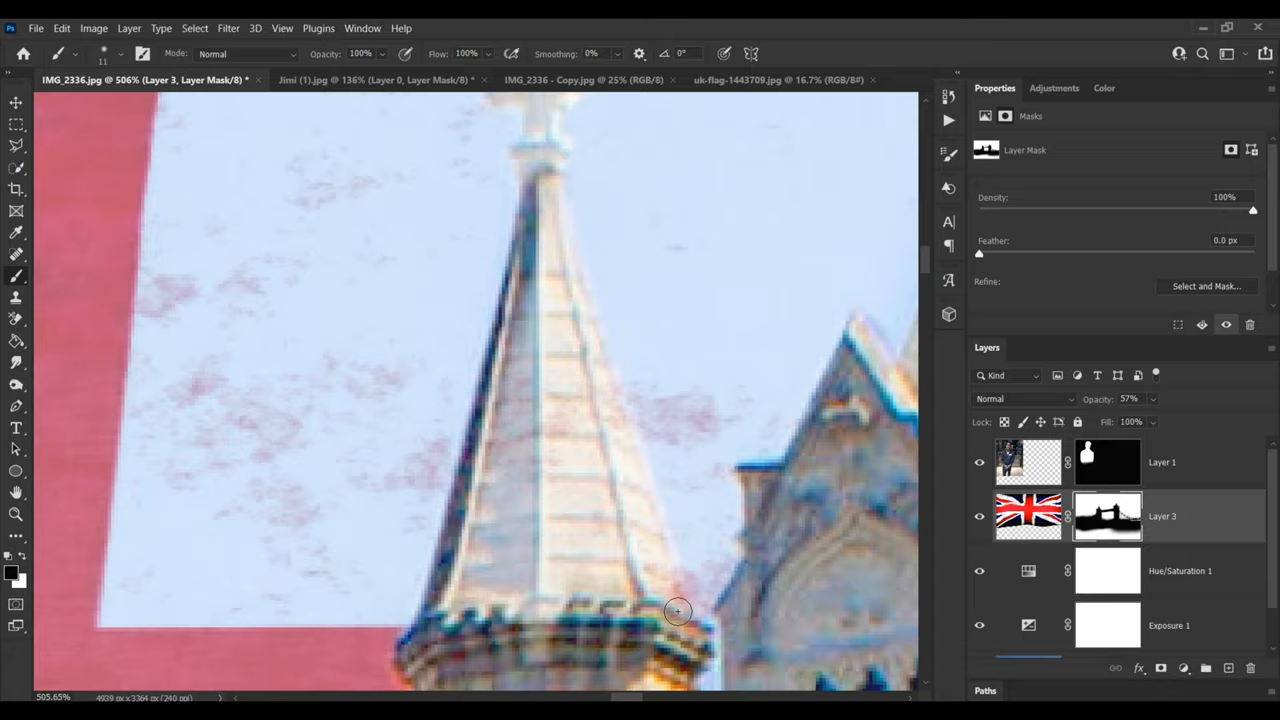 Ps File Edit Image Layer Type Select Filter 3D View Plugins Window Help
11 Mode: Normal Opacity: 100% Flow: 100% Smoothing: 0% 0°
IMG_2336.jpg @ 506% (Layer 3, Layer Mask/8) * × Jimi (1).jpg @ 136% (Layer 0, Layer Mask/8) * × IMG_2336 - Copy.jpg @ 25% (RGB/8) × uk-flag-1443709.jpg @ 16.7% (RGB/8#) ×
Properties Adjustments Color
Masks
Layer Mask
Density: 100%
Feather: 0.0 px
Refine: Select and Mask...
Layers
Kind
Normal Opacity: 57%
Lock: Fill: 100%
Layer 1
Layer 3
Hue/Saturation 1
Exposure 1
fx
Paths
505.65% 4939 px x 3364 px (240 ppi)